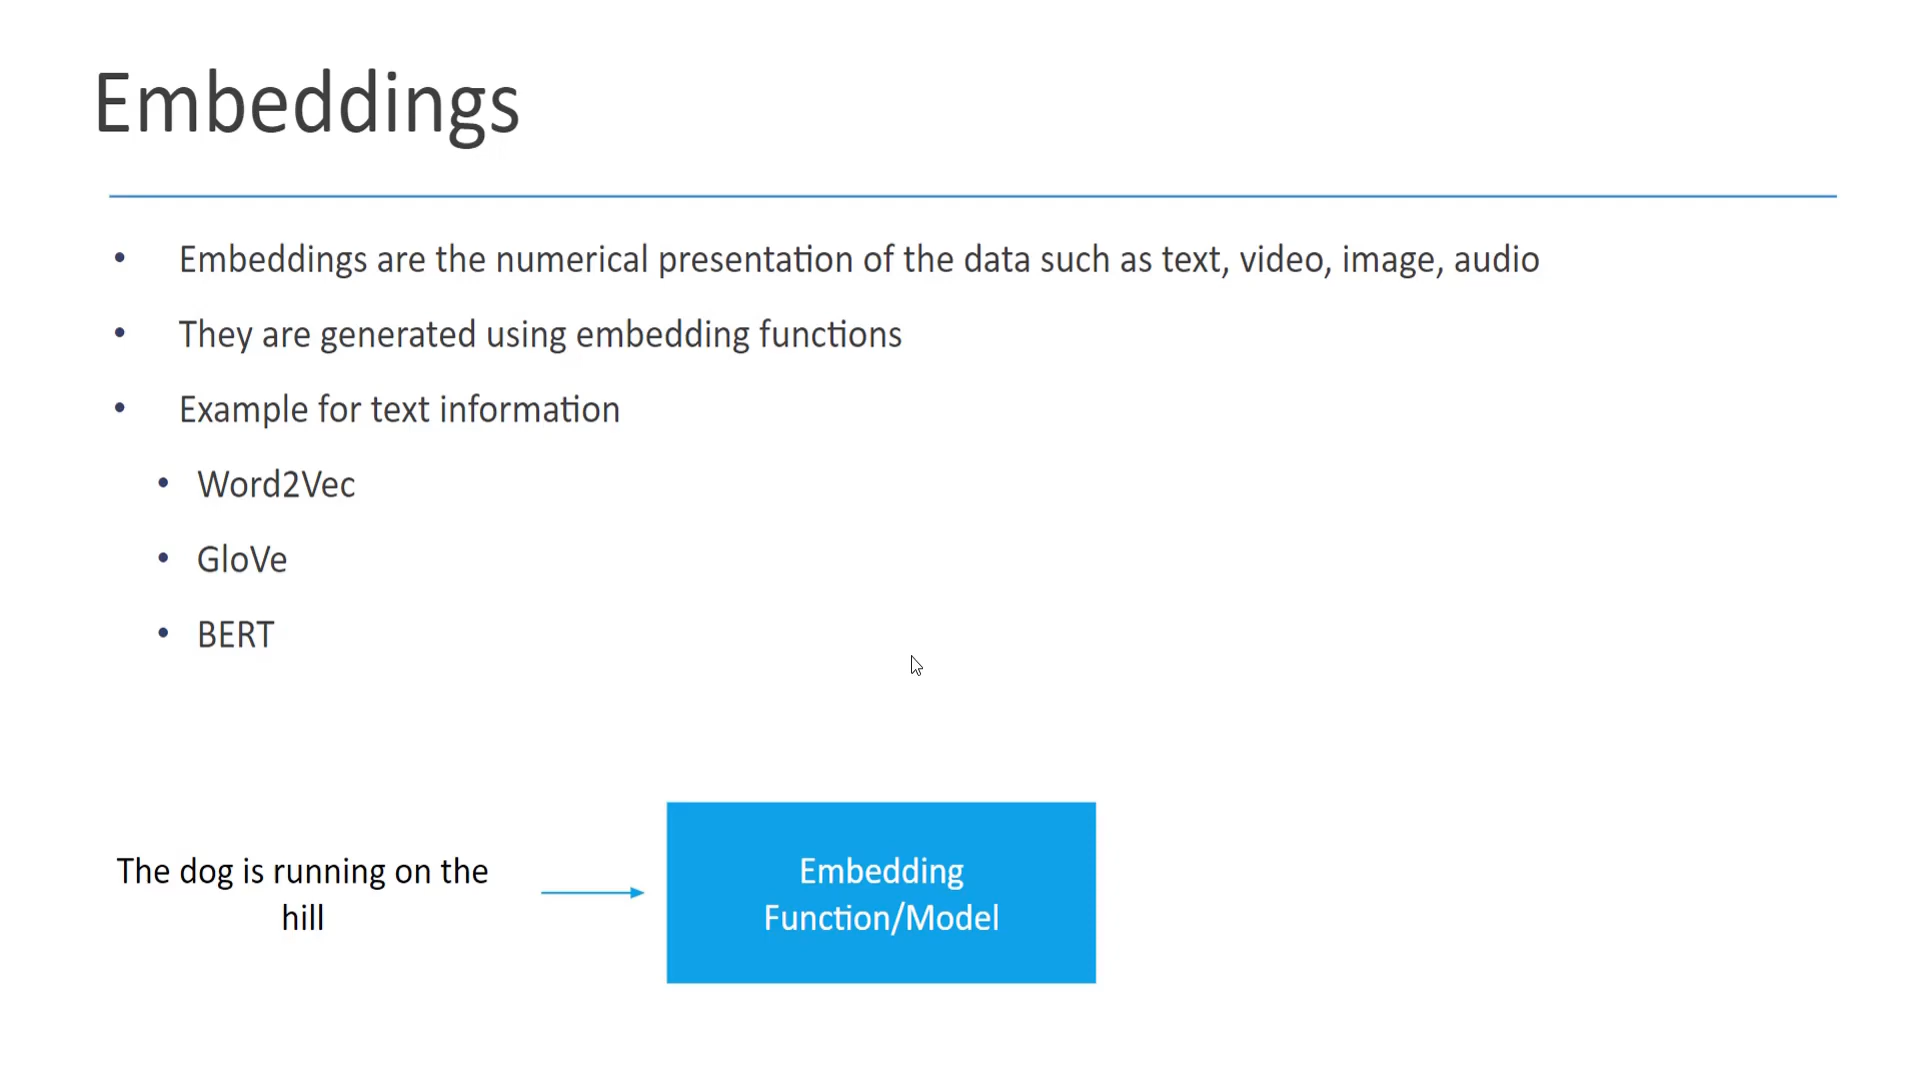 Embeddings
• Embeddings are the numerical presentation of the data such as text, video, image, audio
• They are generated using embedding functions
• Example for text information
• Word2Vec
• GloVe
• BERT
The dog is running on the
hill
Embedding
Function/Model